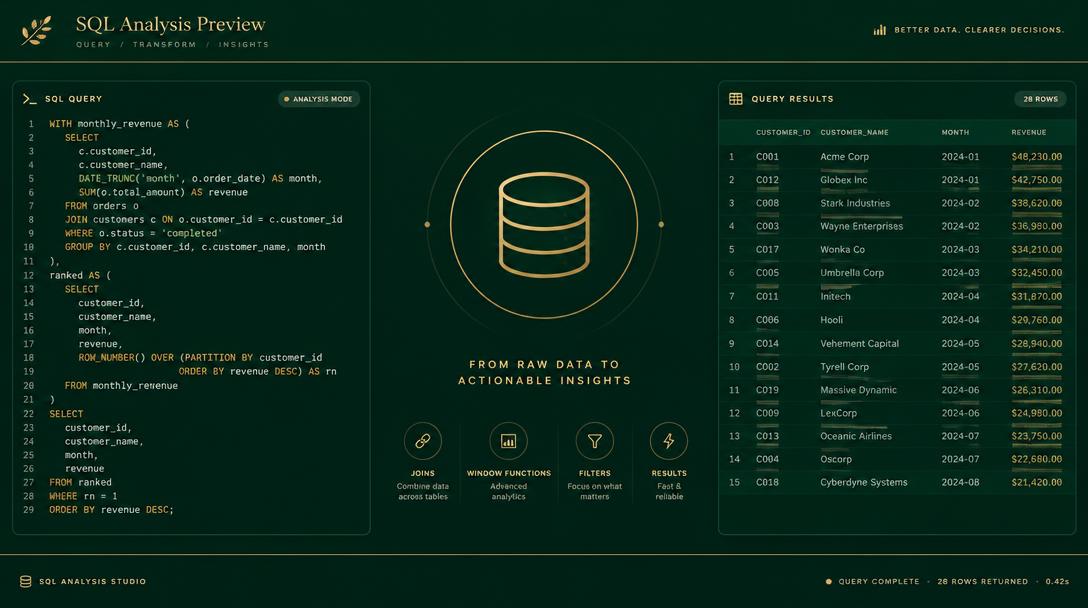 SQL Analysis Preview
QUERY / TRANSFORM / INSIGHTS
BETTER DATA. CLEARER DECISIONS.
>_ SQL QUERY
ANALYSIS MODE
1 WITH monthly_revenue AS (
2 SELECT
3 c.customer_id,
4 c.customer_name,
5 DATE_TRUNC('month', o.order_date) AS month,
6 SUM(o.total_amount) AS revenue
7 FROM orders o
8 JOIN customers c ON o.customer_id = c.customer_id
9 WHERE o.status = 'completed'
10 GROUP BY c.customer_id, c.customer_name, month
11 ),
12 ranked AS (
13 SELECT
14 customer_id,
15 customer_name,
16 month,
17 revenue,
18 ROW_NUMBER() OVER (PARTITION BY customer_id
19 ORDER BY revenue DESC) AS rn
20 FROM monthly_rerenue
21 )
22 SELECT
23 customer_id,
24 customer_name,
25 month,
26 revenue
27 FROM ranked
28 WHERE rn = 1
29 ORDER BY revenue DESC;
FROM RAW DATA TO
ACTIONABLE INSIGHTS
JOINS
Combine data
across tables
WINDOW FUNCTIONS
Advanced
analytics
FILTERS
Focus on what
matters
RESULTS
Fast &
reliable
QUERY RESULTS
28 ROWS
CUSTOMER_ID CUSTOMER_NAME MONTH REVENUE
1 C001 Acme Corp 2024-01 $48,230.00
2 C012 Globex Inc 2024-01 $42,750.00
3 C008 Stark Industries 2024-02 $38,620.00
4 C003 Wayne Enterprises 2024-02 $36,980.00
5 C017 Wonka Co 2024-03 $34,210.00
6 C005 Umbrella Corp 2024-03 $32,450.00
7 C011 Initech 2024-04 $31,870.00
8 C006 Hooli 2024-04 $29,760.00
9 C014 Vehement Capital 2024-05 $28,940.00
10 C002 Tyrell Corp 2024-05 $27,620.00
11 C019 Massive Dynamic 2024-06 $26,310.00
12 C009 LexCorp 2024-06 $24,980.00
13 C013 Oceanic Airlines 2024-07 $23,750.00
14 C004 Oscorp 2024-07 $22,680.00
15 C018 Cyberdyne Systems 2024-08 $21,420.00
SQL ANALYSIS STUDIO
QUERY COMPLETE • 28 ROWS RETURNED • 0.42s